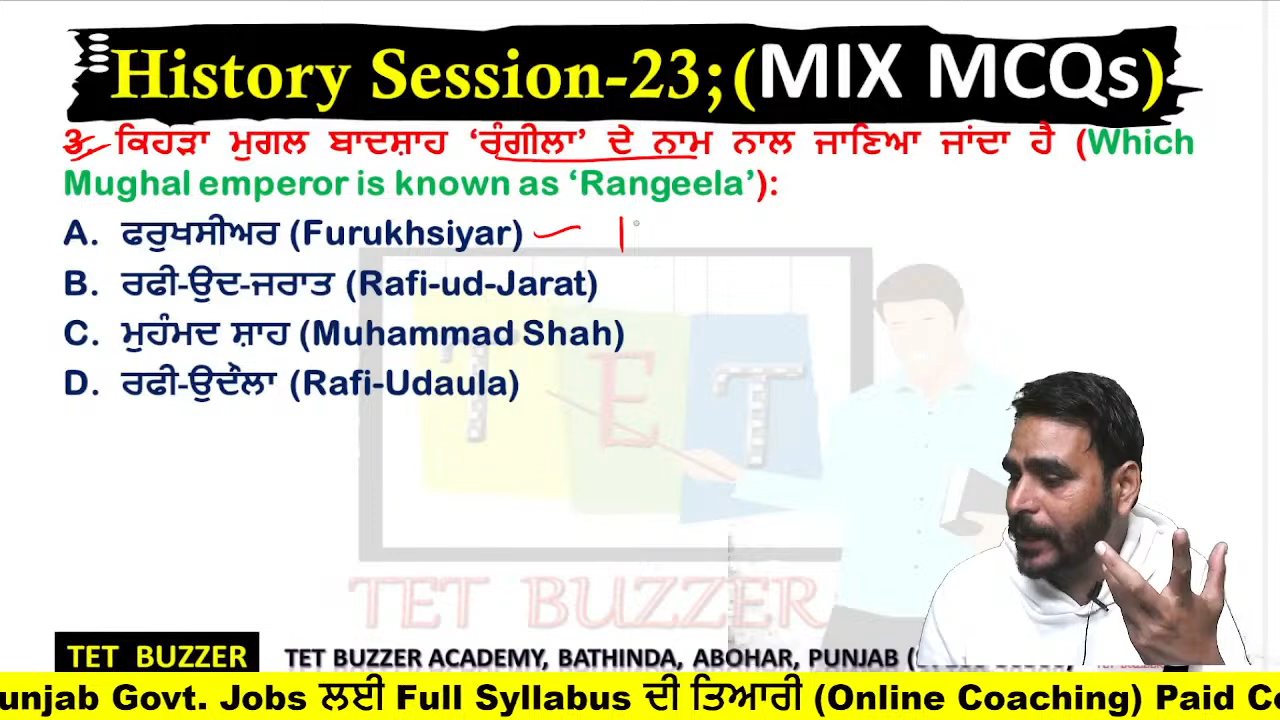 History Session-23;(MIX MCQs)
3. ਕਿਹੜਾ ਮੁਗਲ ਬਾਦਸ਼ਾਹ ‘ਰੰਗੀਲਾ’ ਦੇ ਨਾਮ ਨਾਲ ਜਾਣਿਆ ਜਾਂਦਾ ਹੈ (Which
Mughal emperor is known as ‘Rangeela’):
A. ਫਰੁਖਸੀਅਰ (Furukhsiyar)
B. ਰਫੀ-ਉਦ-ਜਰਾਤ (Rafi-ud-Jarat)
C. ਮੁਹੰਮਦ ਸ਼ਾਹ (Muhammad Shah)
D. ਰਫੀ-ਉਦੌਲਾ (Rafi-Udaula)
TET
TET BUZZER
TET BUZZER
TET BUZZER ACADEMY, BATHINDA, ABOHAR, PUNJAB
unjab Govt. Jobs ਲਈ Full Syllabus ਦੀ ਤਿਆਰੀ (Online Coaching) Paid Co